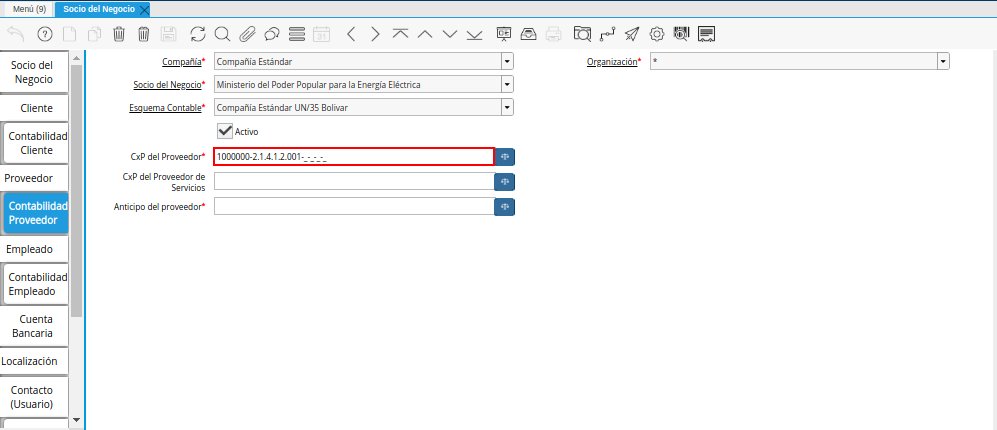 Menú (9)
Socio del Negocio
Socio del
Negocio
Cliente
Contabilidad
Cliente
Proveedor
Contabilidad
Proveedor
Empleado
Contabilidad
Empleado
Cuenta
Bancaria
Localización
Contacto
(Usuario)
Compañía* Compañía Estándar
Organización* *
Socio del Negocio* Ministerio del Poder Popular para la Energía Eléctrica
Esquema Contable* Compañía Estándar UN/35 Bolivar
Activo
CxP del Proveedor* 1000000-2.1.4.1.2.001-_-_-_-_
CxP del Proveedor de
Servicios
Anticipo del proveedor*